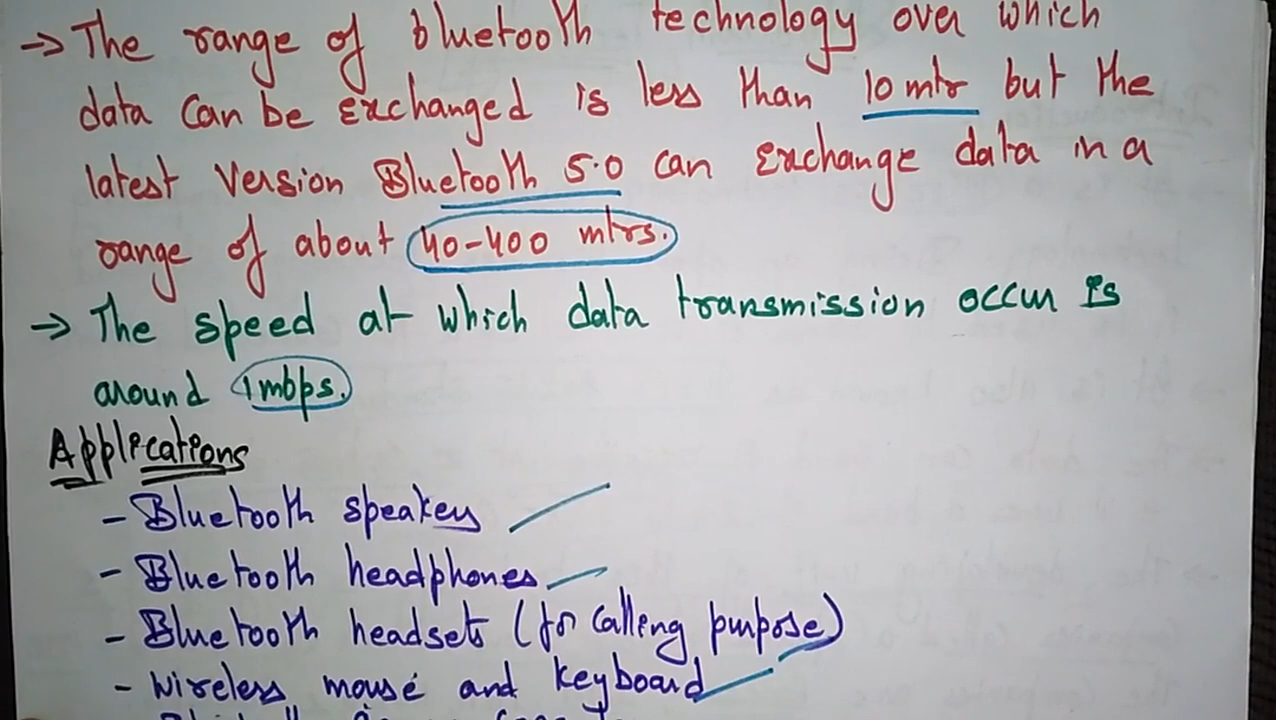 → The range of bluetooth technology over which
data can be exchanged is less than 10 mtr but the
latest version Bluetooth 5.0 can exchange data in a
range of about 40-400 mtrs.
→ The speed at which data transmission occur is
around 1mbps.
Applications
- Bluetooth speakers
- Bluetooth headphones
- Bluetooth headsets (for calling purpose)
- Wireless mouse and keyboard